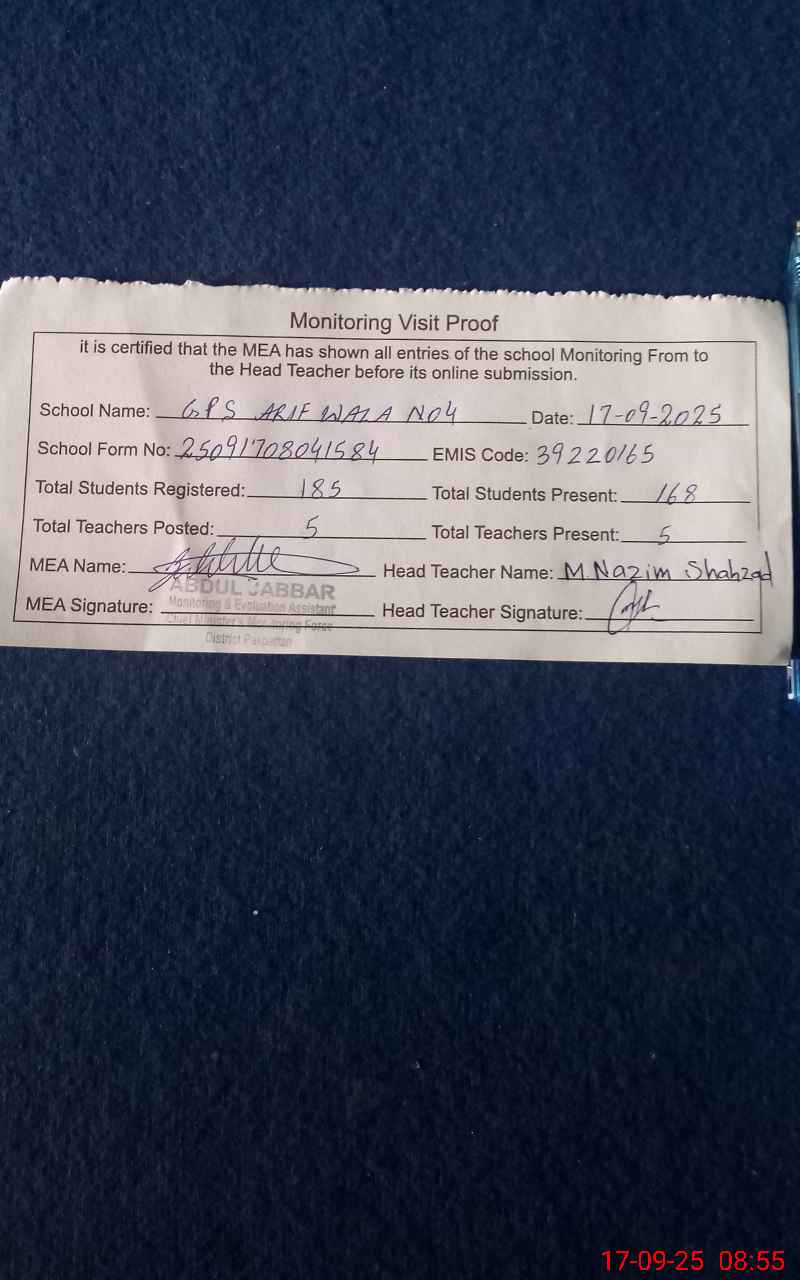 Monitoring Visit Proof
it is certified that the MEA has shown all entries of the school Monitoring From to
the Head Teacher before its online submission.
School Name: GPS ARIF WALA NO4 Date: 17-09-2025
School Form No: 25091708041584 EMIS Code: 39220165
Total Students Registered: 185 Total Students Present: 168
Total Teachers Posted: 5 Total Teachers Present: 5
MEA Name: Head Teacher Name: M Nazim Shahzad
ABDUL JABBAR
MEA Signature: Monitoring & Evaluation Assistant Head Teacher Signature:
Chief Minister's Monitoring Force
District Pakpattan
17-09-25 08:55